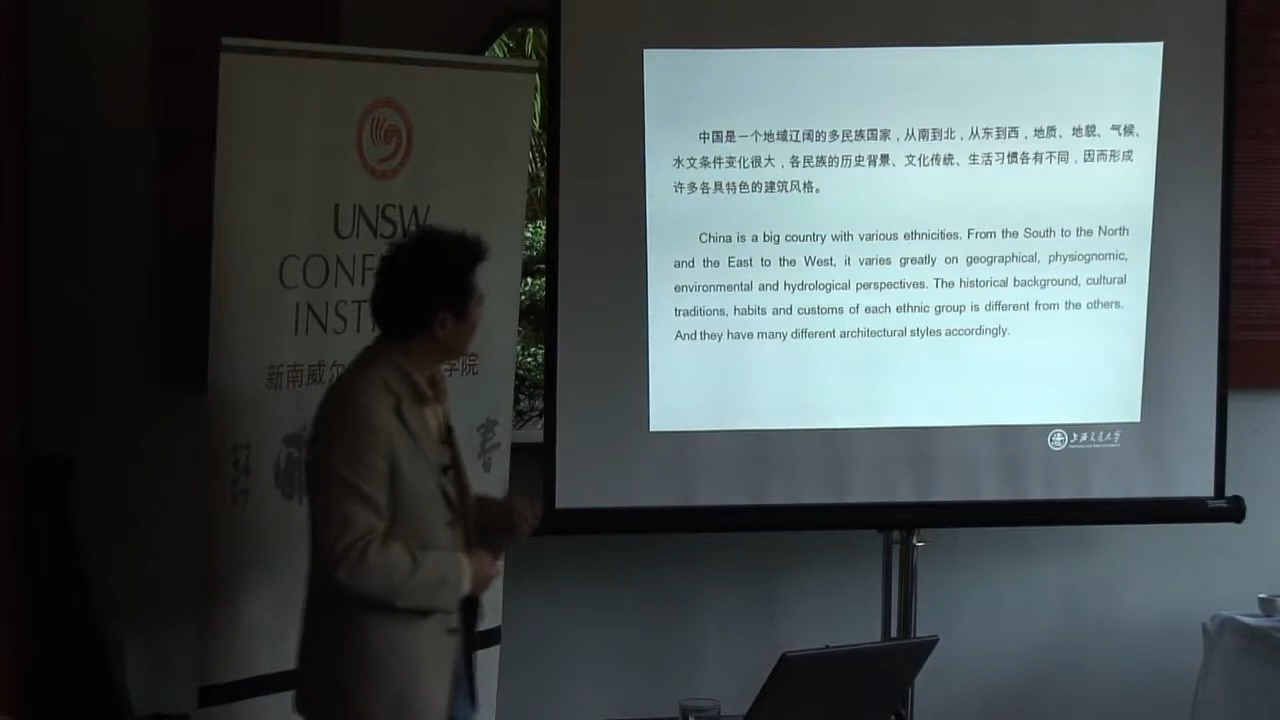 UNSW
CONF
INST
新南威尔
学院
中国是一个地域辽阔的多民族国家，从南到北，从东到西，地质、地貌、气候、
水文条件变化很大，各民族的历史背景、文化传统、生活习惯各有不同，因而形成
许多各具特色的建筑风格。
China is a big country with various ethnicities. From the South to the North
and the East to the West, it varies greatly on geographical, physiognomic,
environmental and hydrological perspectives. The historical background, cultural
traditions, habits and customs of each ethnic group is different from the others.
And they have many different architectural styles accordingly.
上海交通大学